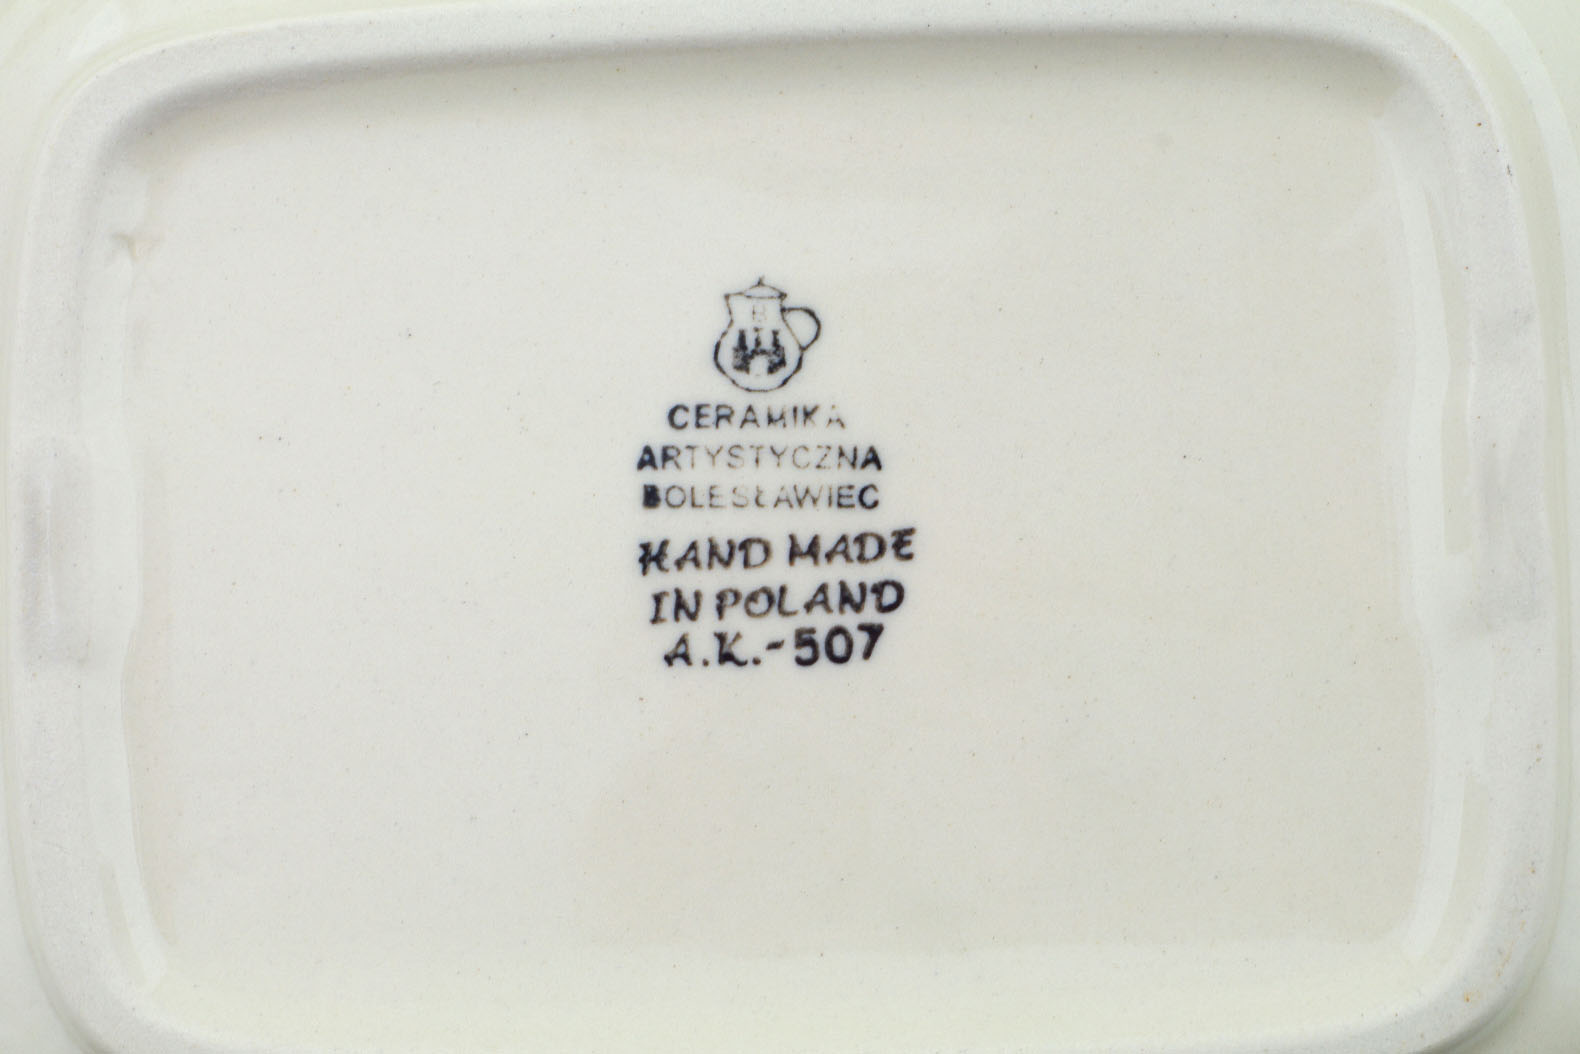 B
CERAMIKA
ARTYSTYCZNA
BOLESŁAWIEC
HAND MADE
IN POLAND
A.K.-507